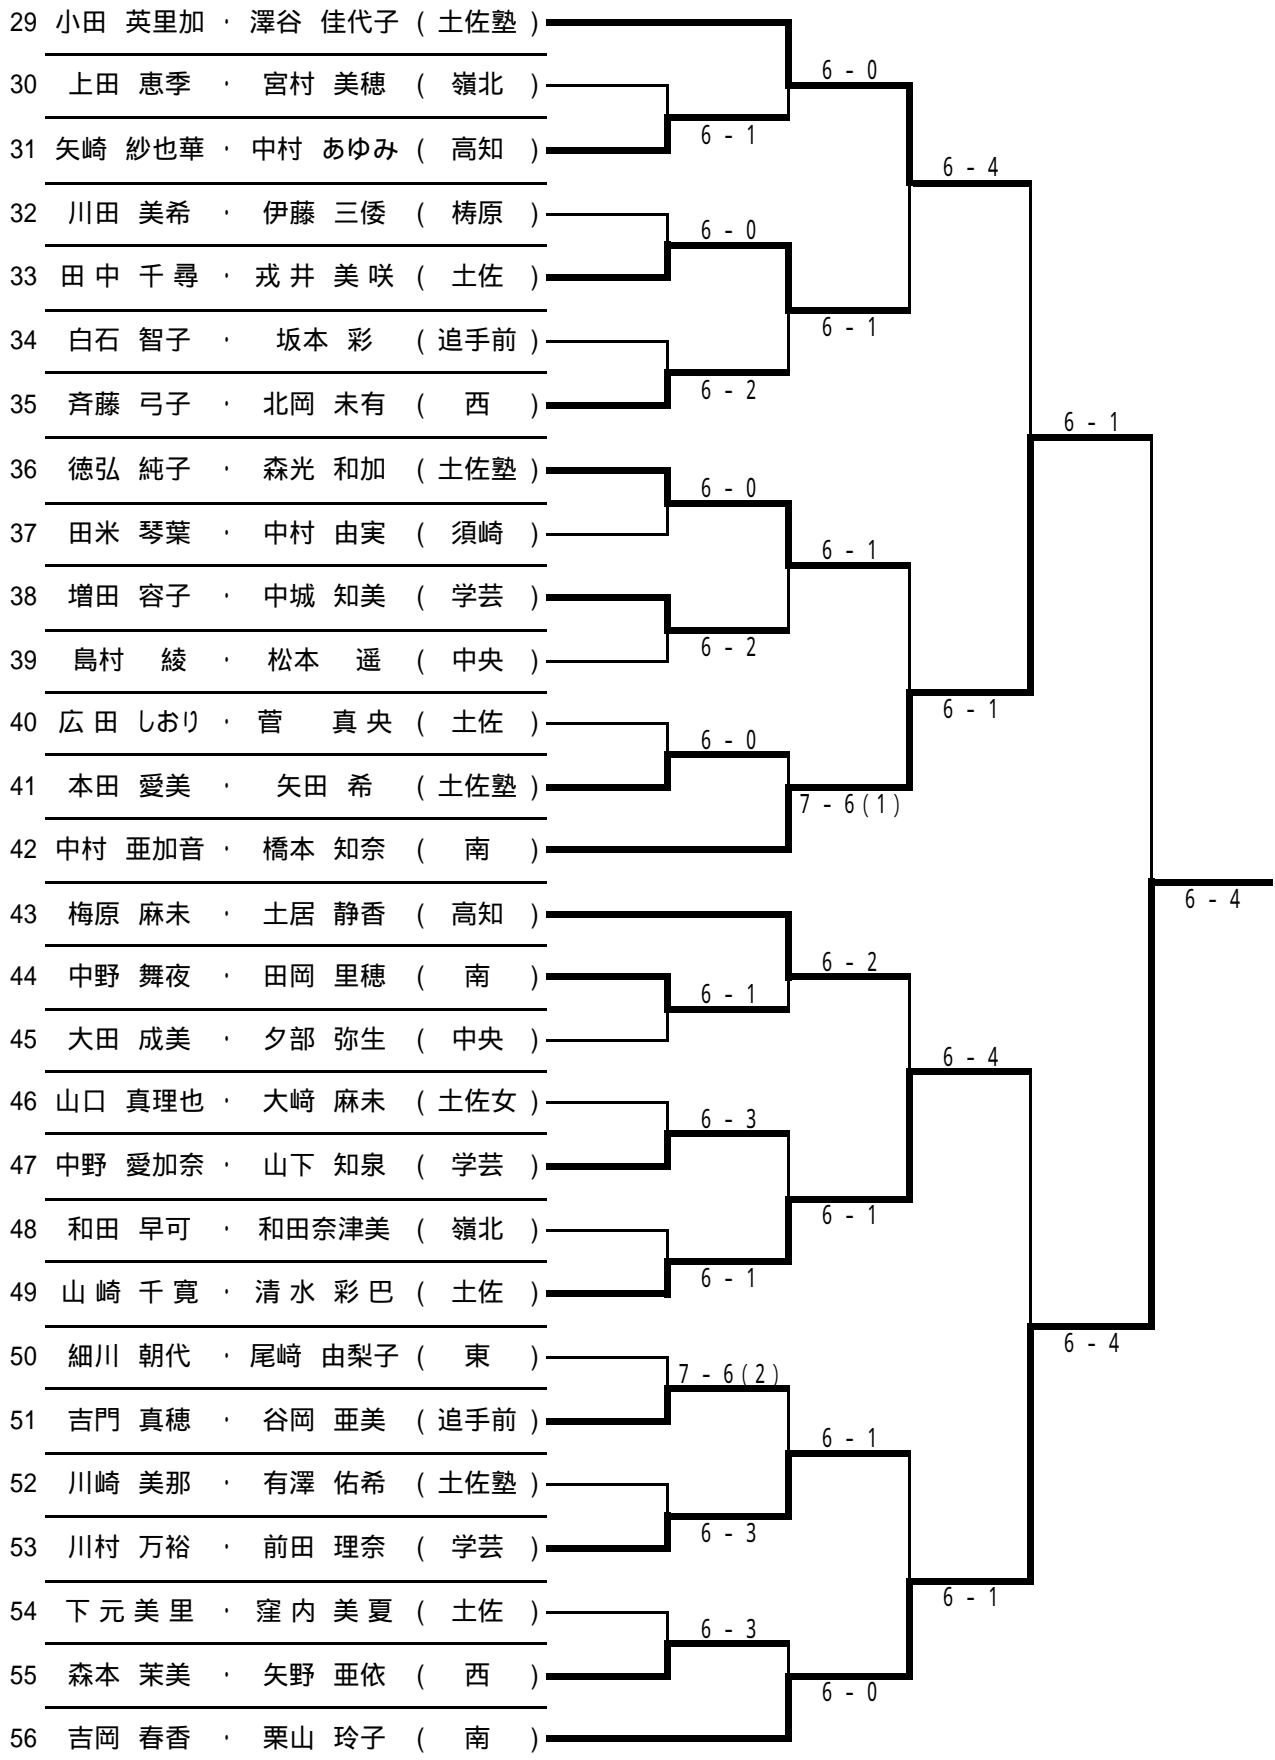 29 小田 英里加 · 澤谷 佳代子 ( 土佐塾 )
6 - 0
30 上田 恵季 · 宮村 美穂 ( 嶺北 )
6 - 1
31 矢崎 紗也華 · 中村 あゆみ ( 高知 )
6 - 4
32 川田 美希 · 伊藤 三倭 ( 梼原 )
6 - 0
33 田中 千尋 · 戎井 美咲 ( 土佐 )
6 - 1
34 白石 智子 · 坂本 彩 ( 追手前 )
6 - 2
35 斉藤 弓子 · 北岡 未有 ( 西 )
6 - 1
36 徳弘 純子 · 森光 和加 ( 土佐塾 )
6 - 0
37 田米 琴葉 · 中村 由実 ( 須崎 )
6 - 1
38 増田 容子 · 中城 知美 ( 学芸 )
6 - 2
39 島村 綾 · 松本 遥 ( 中央 )
6 - 1
40 広田 しおり · 菅 真央 ( 土佐 )
6 - 0
41 本田 愛美 · 矢田 希 ( 土佐塾 )
7 - 6 ( 1 )
42 中村 亜加音 · 橋本 知奈 ( 南 )
6 - 4
43 梅原 麻未 · 土居 静香 ( 高知 )
6 - 2
44 中野 舞夜 · 田岡 里穂 ( 南 )
6 - 1
45 大田 成美 · 夕部 弥生 ( 中央 )
6 - 4
46 山口 真理也 · 大﨑 麻未 ( 土佐女 )
6 - 3
47 中野 愛加奈 · 山下 知泉 ( 学芸 )
6 - 1
48 和田 早可 · 和田奈津美 ( 嶺北 )
6 - 1
49 山崎 千寛 · 清水 彩巴 ( 土佐 )
6 - 4
50 細川 朝代 · 尾﨑 由梨子 ( 東 )
7 - 6 ( 2 )
51 吉門 真穂 · 谷岡 亜美 ( 追手前 )
6 - 1
52 川崎 美那 · 有澤 佑希 ( 土佐塾 )
6 - 3
53 川村 万裕 · 前田 理奈 ( 学芸 )
6 - 1
54 下元美里 · 窪内 美夏 ( 土佐 )
6 - 3
55 森本 茉美 · 矢野 亜依 ( 西 )
6 - 0
56 吉岡 春香 · 栗山 玲子 ( 南 )